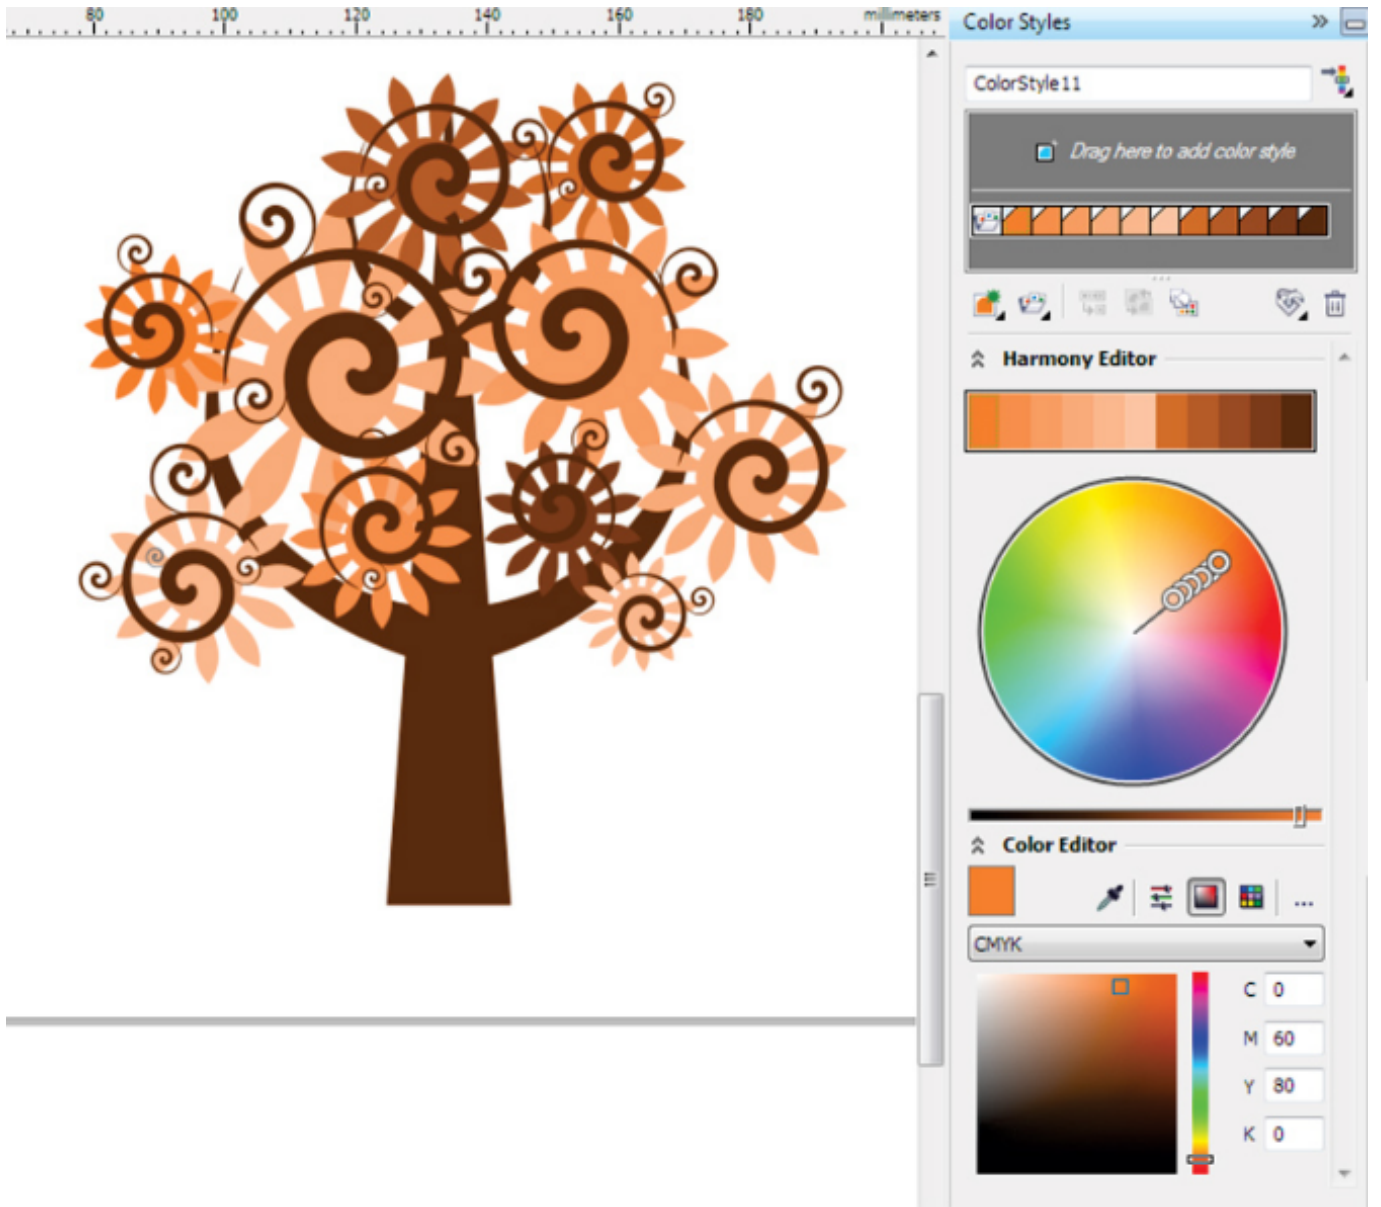 80 100 120 140 160 180 millimeters
Color Styles
ColorStyle11
Drag here to add color style
Harmony Editor
Color Editor
...
CMYK
C 0
M 60
Y 80
K 0